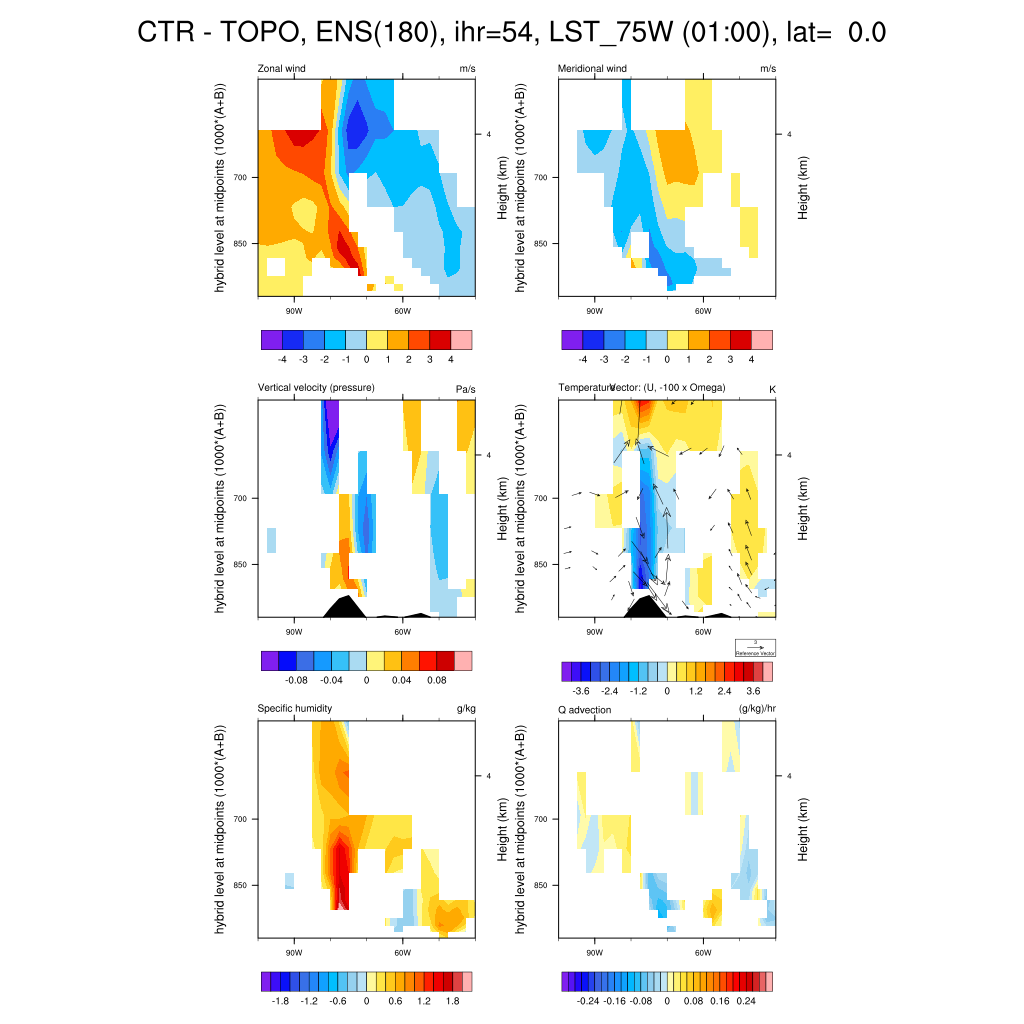 CTR - TOPO, ENS(180), ihr=54, LST_75W (01:00), lat= 0.0
Zonal wind m/s
hybrid level at midpoints (1000*(A+B))
Height (km)
4
700
850
90W 60W
-4 -3 -2 -1 0 1 2 3 4
Meridional wind m/s
hybrid level at midpoints (1000*(A+B))
Height (km)
4
700
850
90W 60W
-4 -3 -2 -1 0 1 2 3 4
Vertical velocity (pressure) Pa/s
hybrid level at midpoints (1000*(A+B))
Height (km)
4
700
850
90W 60W
-0.08 -0.04 0 0.04 0.08
Temperature Vector: (U, -100 x Omega) K
hybrid level at midpoints (1000*(A+B))
Height (km)
4
700
850
90W 60W
3
Reference Vector
-3.6 -2.4 -1.2 0 1.2 2.4 3.6
Specific humidity g/kg
hybrid level at midpoints (1000*(A+B))
Height (km)
4
700
850
90W 60W
-1.8 -1.2 -0.6 0 0.6 1.2 1.8
Q advection (g/kg)/hr
hybrid level at midpoints (1000*(A+B))
Height (km)
4
700
850
90W 60W
-0.24 -0.16 -0.08 0 0.08 0.16 0.24